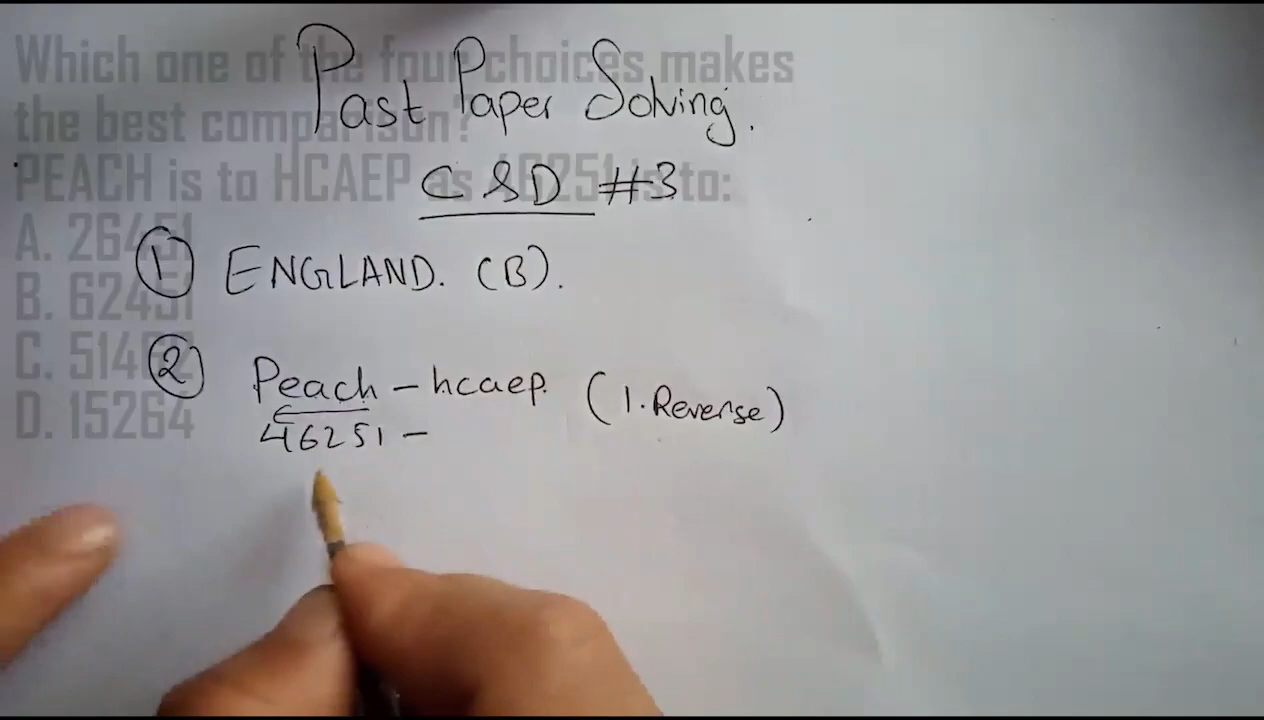 Which one of the four choices makes
the best comparison?
PEACH is to HCAEP as 46251 is to:
A. 26451
B. 62451
C. 51462
D. 15264
Past Paper Solving.
CSD #3
1 ENGLAND. (B).
2 Peach – hcaep. (1. Reverse)
46251 –